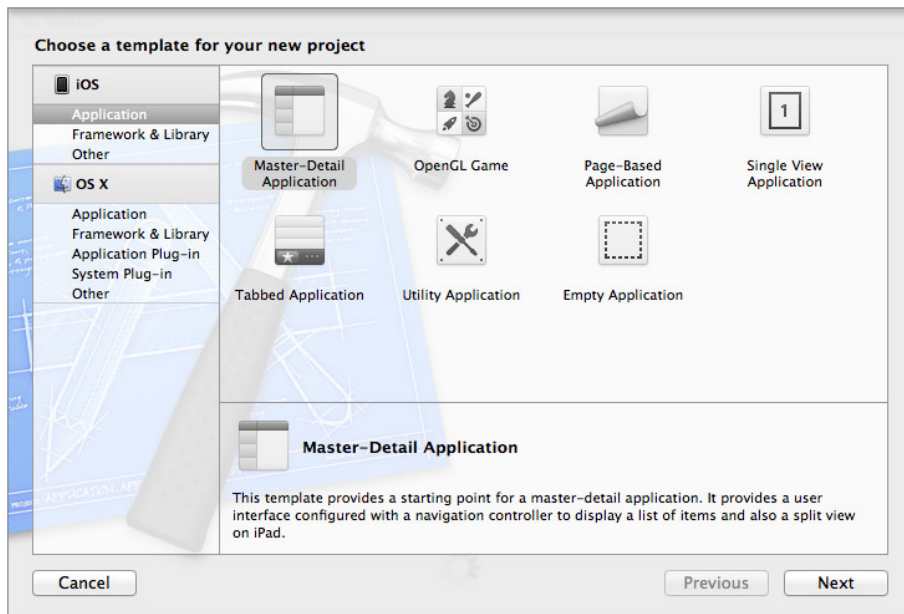 Choose a template for your new project
iOS
Application
Framework & Library
Other
OS X
Application
Framework & Library
Application Plug-in
System Plug-in
Other
Master-Detail
Application
OpenGL Game
Page-Based
Application
1
Single View
Application
Tabbed Application
Utility Application
Empty Application
Master-Detail Application
This template provides a starting point for a master-detail application. It provides a user
interface configured with a navigation controller to display a list of items and also a split view
on iPad.
Cancel
Previous
Next